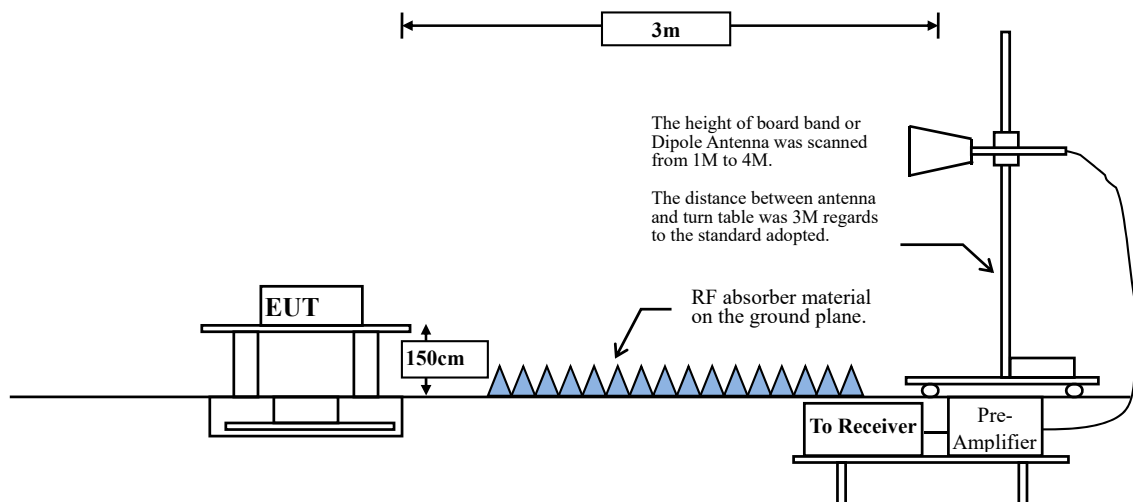 3m
The height of board band or
Dipole Antenna was scanned
from 1M to 4M.
The distance between antenna
and turn table was 3M regards
to the standard adopted.
EUT
RF absorber material
on the ground plane.
150cm
To Receiver
Pre-
Amplifier